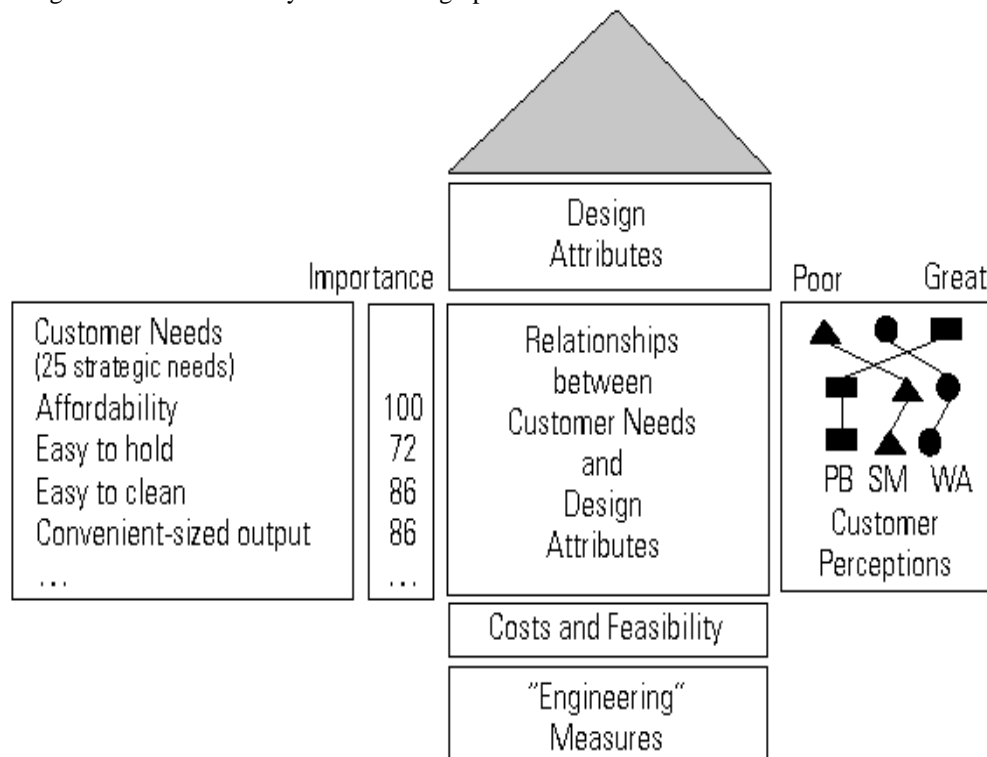 Design
Attributes
Importance
Poor
Great
Customer Needs
(25 strategic needs)
Affordability
Easy to hold
Easy to clean
Convenient-sized output
...
100
72
86
86
...
Relationships
between
Customer Needs
and
Design
Attributes
PB SM WA
Customer
Perceptions
Costs and Feasibility
"Engineering"
Measures